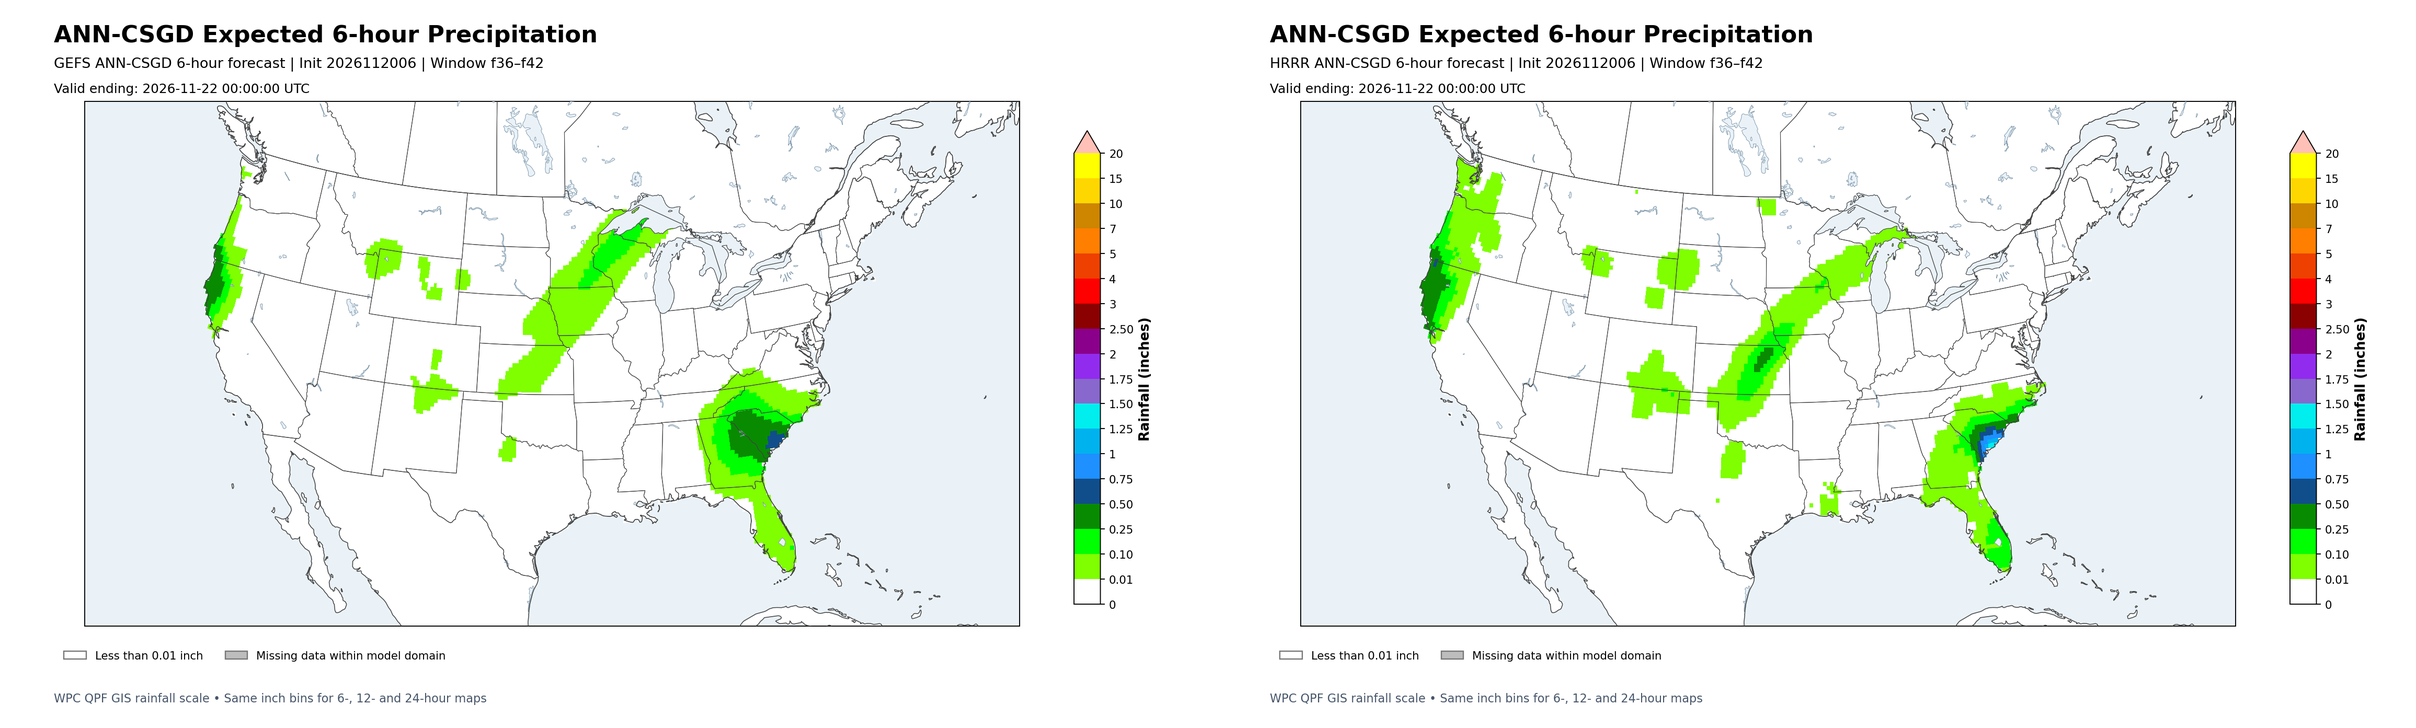 ANN-CSGD Expected 6-hour Precipitation
GEFS ANN-CSGD 6-hour forecast | Init 2026112006 | Window f36–f42
Valid ending: 2026-11-22 00:00:00 UTC
20
15
10
7
5
4
3
2.50
2
1.75
1.50
1.25
1
0.75
0.50
0.25
0.10
0.01
0
Rainfall (inches)
Less than 0.01 inch
Missing data within model domain
WPC QPF GIS rainfall scale • Same inch bins for 6-, 12- and 24-hour maps
ANN-CSGD Expected 6-hour Precipitation
HRRR ANN-CSGD 6-hour forecast | Init 2026112006 | Window f36–f42
Valid ending: 2026-11-22 00:00:00 UTC
20
15
10
7
5
4
3
2.50
2
1.75
1.50
1.25
1
0.75
0.50
0.25
0.10
0.01
0
Rainfall (inches)
Less than 0.01 inch
Missing data within model domain
WPC QPF GIS rainfall scale • Same inch bins for 6-, 12- and 24-hour maps